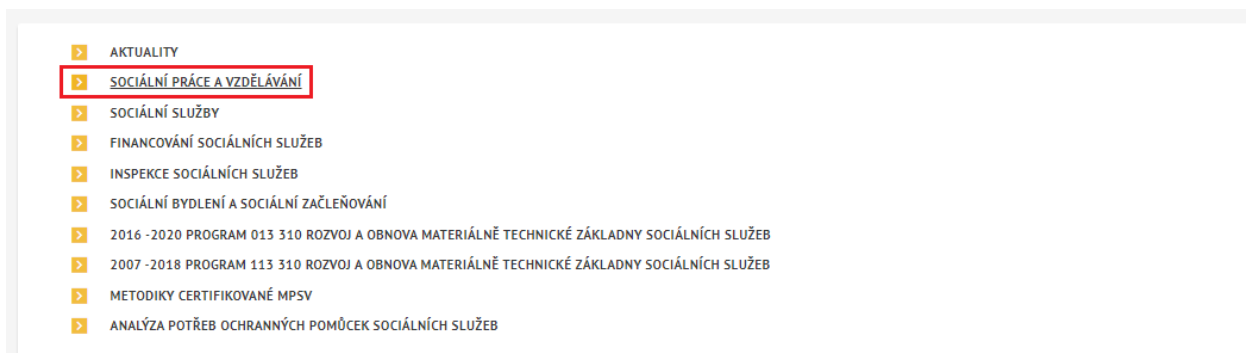 AKTUALITY
SOCIÁLNÍ PRÁCE A VZDĚLÁVÁNÍ
SOCIÁLNÍ SLUŽBY
FINANCOVÁNÍ SOCIÁLNÍCH SLUŽEB
INSPEKCE SOCIÁLNÍCH SLUŽEB
SOCIÁLNÍ BYDLENÍ A SOCIÁLNÍ ZAČLEŇOVÁNÍ
2016 -2020 PROGRAM 013 310 ROZVOJ A OBNOVA MATERIÁLNĚ TECHNICKÉ ZÁKLADNY SOCIÁLNÍCH SLUŽEB
2007 -2018 PROGRAM 113 310 ROZVOJ A OBNOVA MATERIÁLNĚ TECHNICKÉ ZÁKLADNY SOCIÁLNÍCH SLUŽEB
METODIKY CERTIFIKOVANÉ MPSV
ANALÝZA POTŘEB OCHRANNÝCH POMŮCEK SOCIÁLNÍCH SLUŽEB